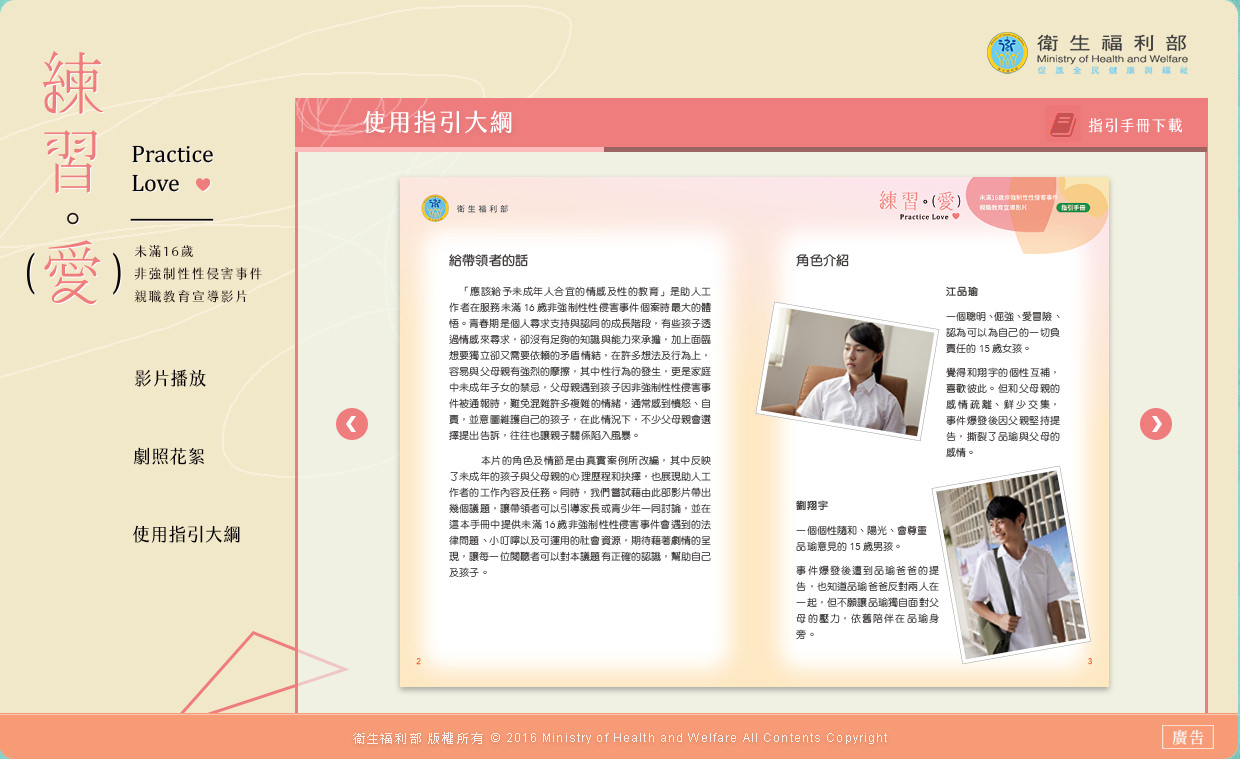 練習。(愛)
Practice
Love
未滿16歲
非強制性性侵害事件
親職教育宣導影片
影片播放
劇照花絮
使用指引大綱
衛生福利部
Ministry of Health and Welfare
促進全民健康與福祉
使用指引大綱
指引手冊下載
衛生福利部
練習。(愛)
Practice Love
未滿16歲非強制性性侵害事件
親職教育宣導影片
指引手冊
給帶領者的話
「應該給予未成年人合宜的情感及性的教育」是助人工
作者在服務未滿 16 歲非強制性性侵害事件個案時最大的體
悟。青春期是個人尋求支持與認同的成長階段，有些孩子透
過情感來尋求，卻沒有足夠的知識與能力來承擔，加上面臨
想要獨立卻又需要依賴的矛盾情結，在許多想法及行為上，
容易與父母親有強烈的摩擦，其中性行為的發生，更是家庭
中未成年子女的禁忌，父母親遇到孩子因非強制性性侵害事
件被通報時，難免混雜許多複雜的情緒，通常感到憤怒、自
責，並意圖維護自己的孩子，在此情況下，不少父母親會選
擇提出告訴，往往也讓親子關係陷入風暴。
本片的角色及情節是由真實案例所改編，其中反映
了未成年的孩子與父母親的心理歷程和抉擇，也展現助人工
作者的工作內容及任務。同時，我們嘗試藉由此部影片帶出
幾個議題，讓帶領者可以引導家長或青少年一同討論，並在
這本手冊中提供未滿 16 歲非強制性性侵害事件會遇到的法
律問題、小叮嚀以及可運用的社會資源，期待藉著劇情的呈
現，讓每一位閱聽者可以對本議題有正確的認識，幫助自己
及孩子。
2
角色介紹
江品瑜
一個聰明、倔強、愛冒險、
認為可以為自己的一切負
責任的 15 歲女孩。
覺得和翔宇的個性互補，
喜歡彼此。但和父母親的
感情疏離、鮮少交集，
事件爆發後因父親堅持提
告，撕裂了品瑜與父母的
感情。
劉翔宇
一個個性隨和、陽光、會尊重
品瑜意見的 15 歲男孩。
事件爆發後遭到品瑜爸爸的提
告，也知道品瑜爸爸反對兩人在
一起，但不願讓品瑜獨自面對父
母的壓力，依舊陪伴在品瑜身
旁。
3
衛生福利部 版權所有 © 2016 Ministry of Health and Welfare All Contents Copyright
廣告